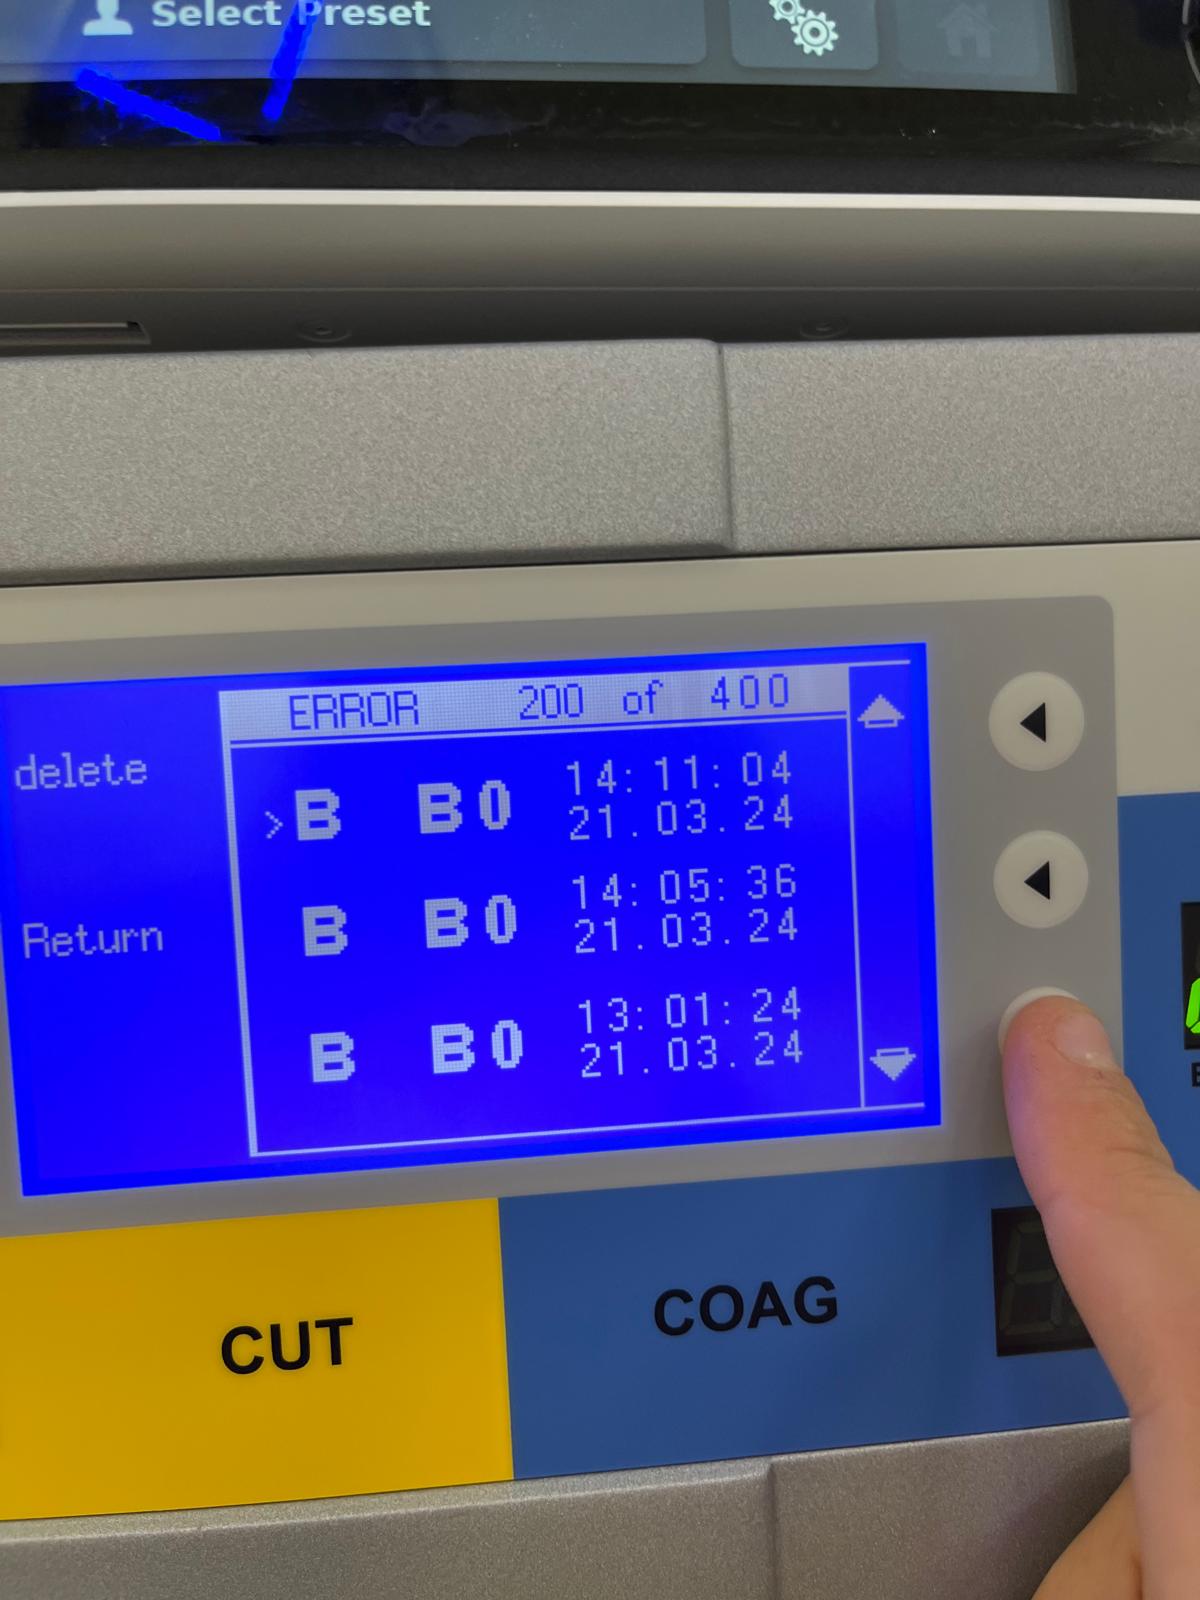 Select Preset
ERROR 200 of 400
delete
>B B0 14:11:04
21.03.24
Return
B B0 14:05:36
21.03.24
B B0 13:01:24
21.03.24
CUT
COAG